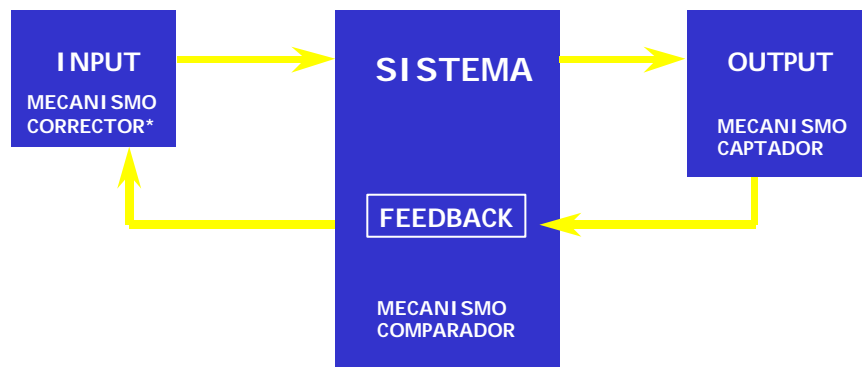 INPUT
MECANISMO
CORRECTOR*
SISTEMA
FEEDBACK
MECANISMO
COMPARADOR
OUTPUT
MECANISMO
CAPTADOR